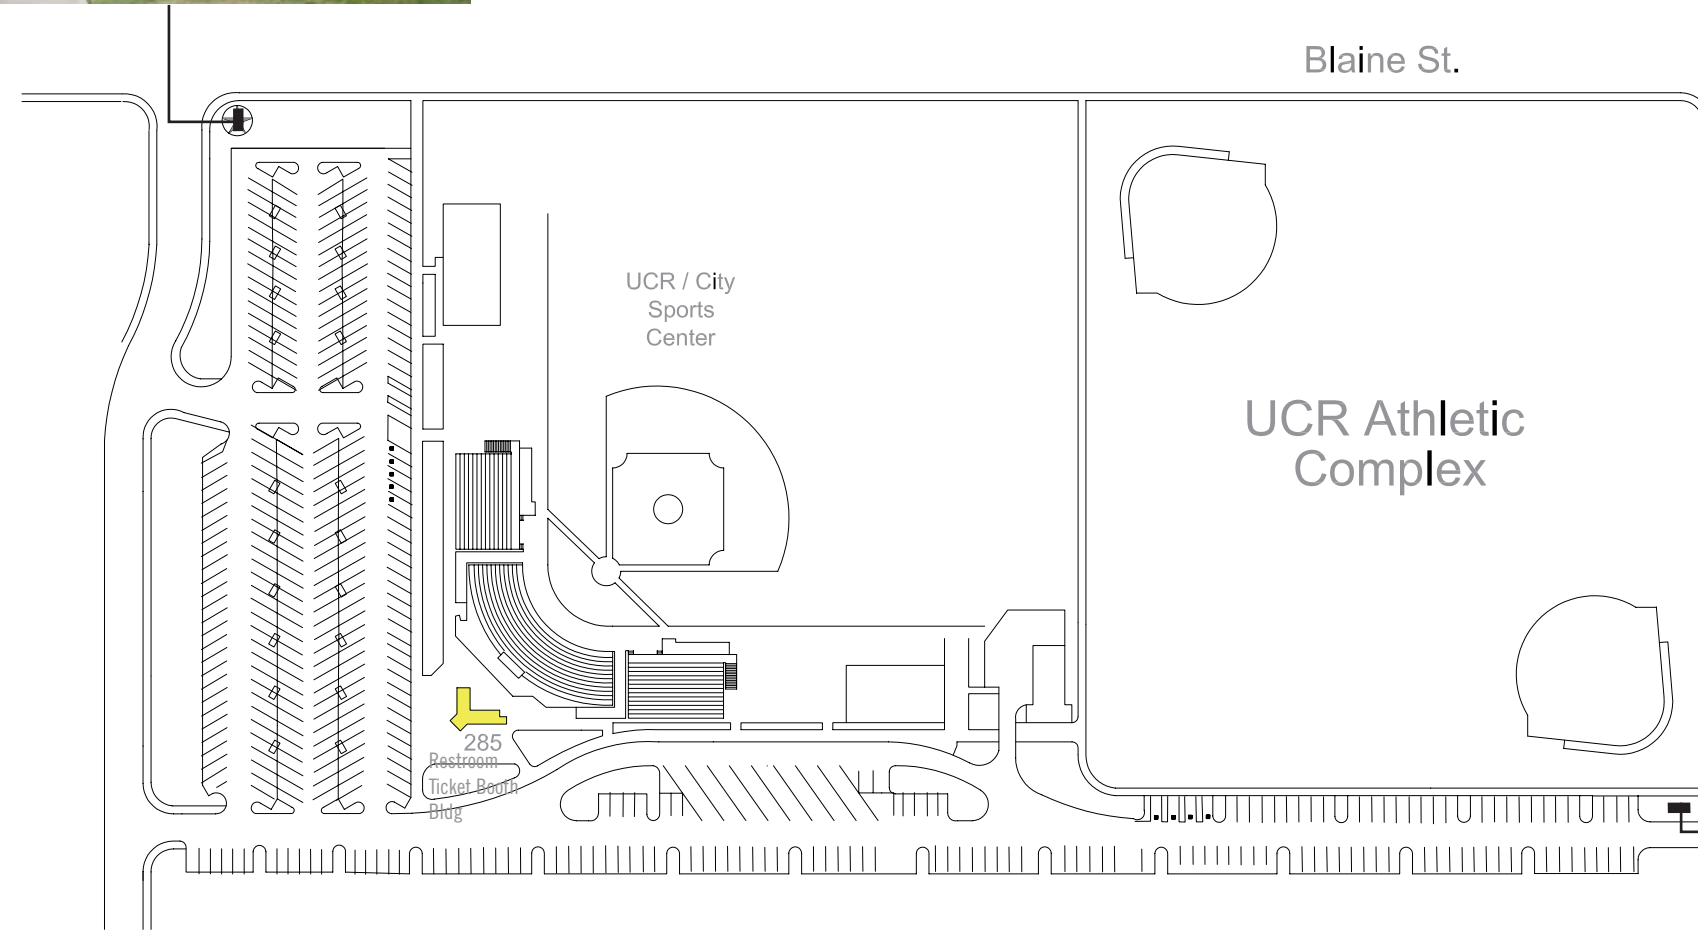 Blaine St.
UCR / City
Sports
Center
UCR Athletic
Complex
285
Restroom
Ticket Booth
Bldg